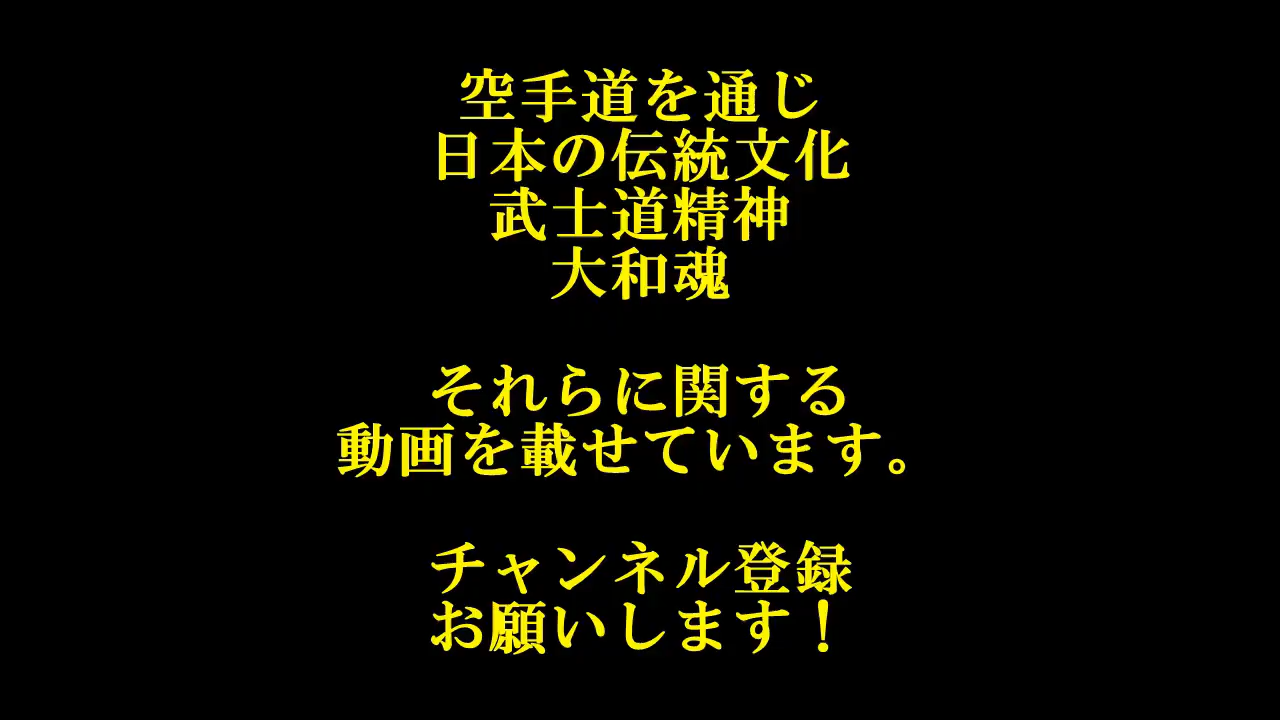 空手道を通じ
日本の伝統文化
武士道精神
大和魂
それらに関する
動画を載せています。
チャンネル登録
お願いします！